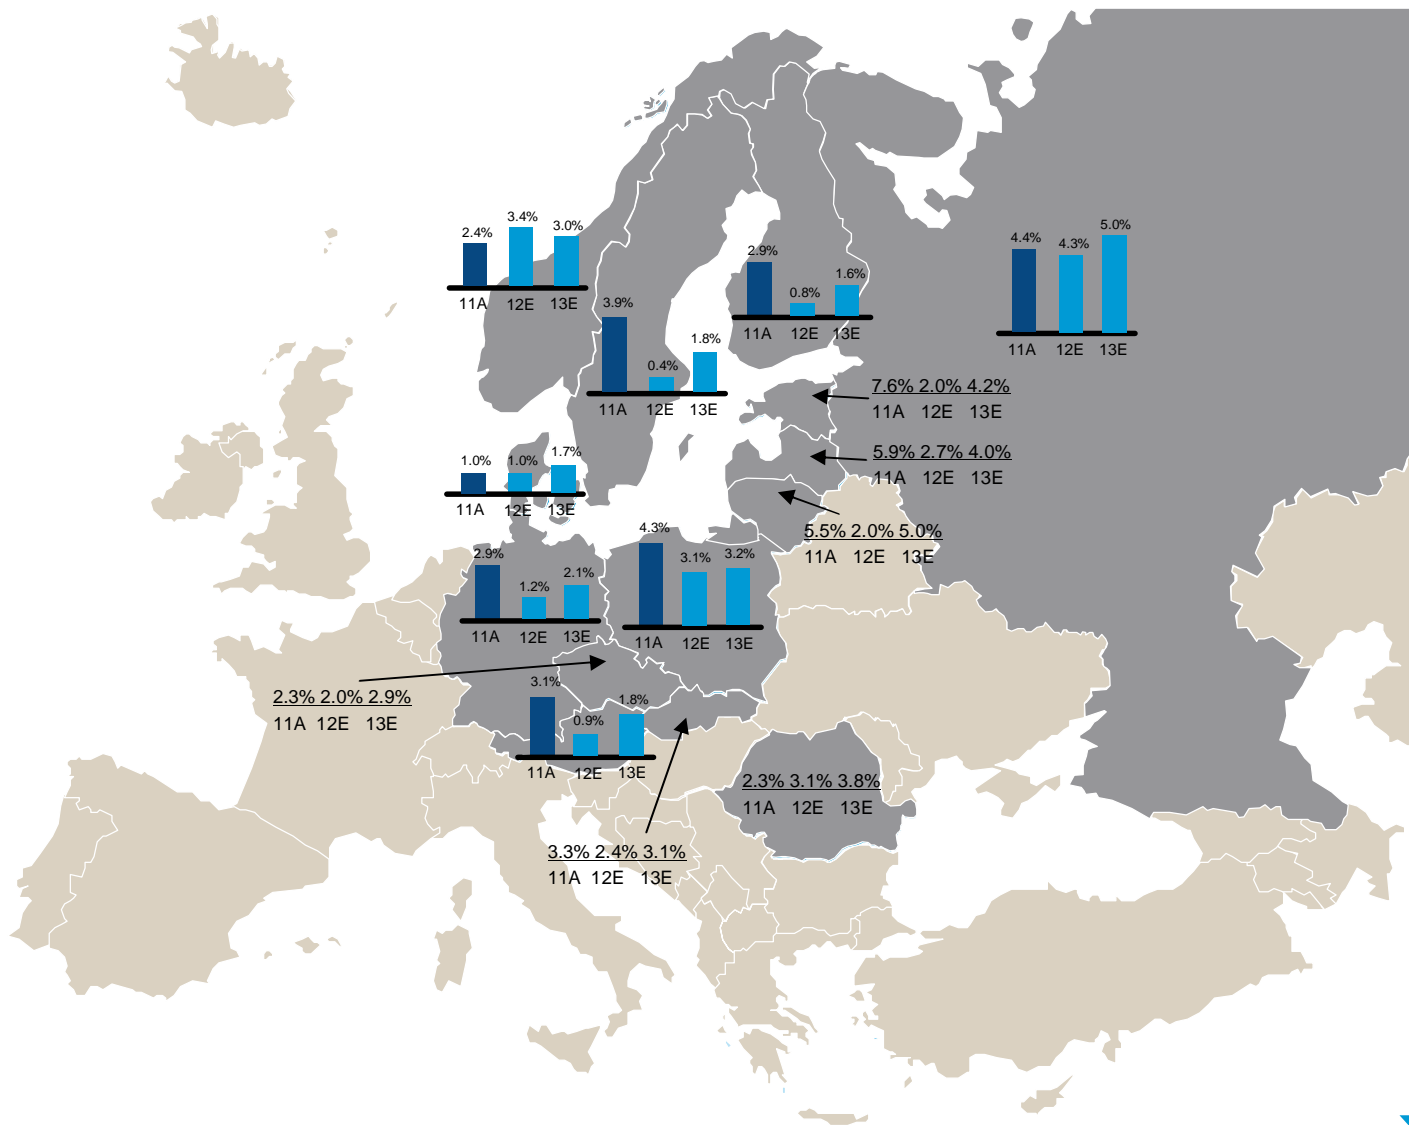 2.4% 3.4% 3.0%
11A 12E 13E
2.9% 0.8% 1.6%
11A 12E 13E
4.4% 4.3% 5.0%
11A 12E 13E
3.9% 0.4% 1.8%
11A 12E 13E
7.6% 2.0% 4.2%
11A 12E 13E
5.9% 2.7% 4.0%
11A 12E 13E
1.0% 1.0% 1.7%
11A 12E 13E
5.5% 2.0% 5.0%
11A 12E 13E
2.9% 1.2% 2.1%
11A 12E 13E
4.3% 3.1% 3.2%
11A 12E 13E
2.3% 2.0% 2.9%
11A 12E 13E
3.1% 0.9% 1.8%
11A 12E 13E
2.3% 3.1% 3.8%
11A 12E 13E
3.3% 2.4% 3.1%
11A 12E 13E